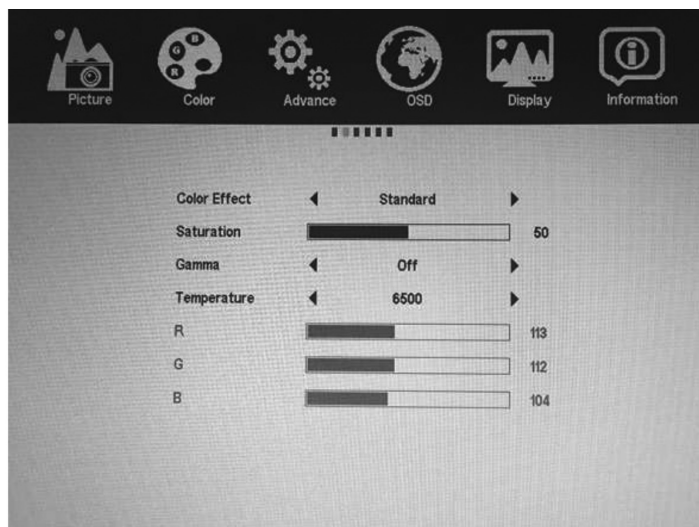 B
G
R
Picture Color Advance OSD Display Information
Color Effect Standard
Saturation 50
Gamma Off
Temperature 6500
R 113
G 112
B 104